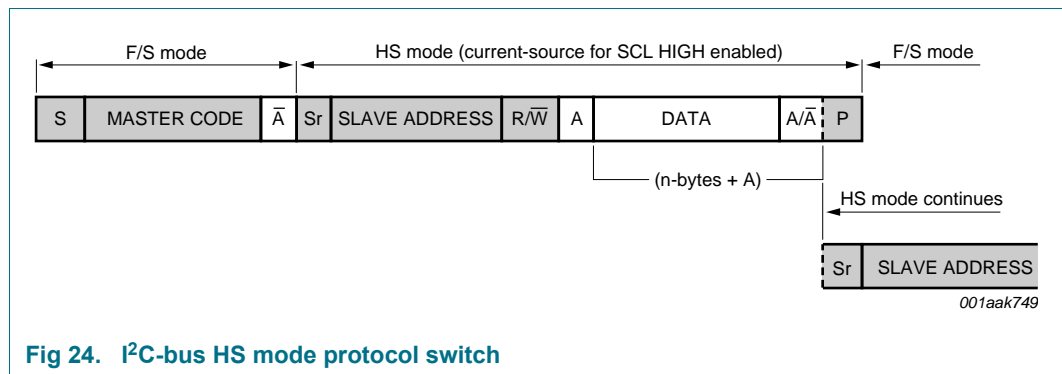 F/S mode HS mode (current-source for SCL HIGH enabled) F/S mode
S MASTER CODE A̅ Sr SLAVE ADDRESS R/W̅ A DATA A/A̅ P
(n-bytes + A)
HS mode continues
Sr SLAVE ADDRESS
001aak749
Fig 24. I²C-bus HS mode protocol switch